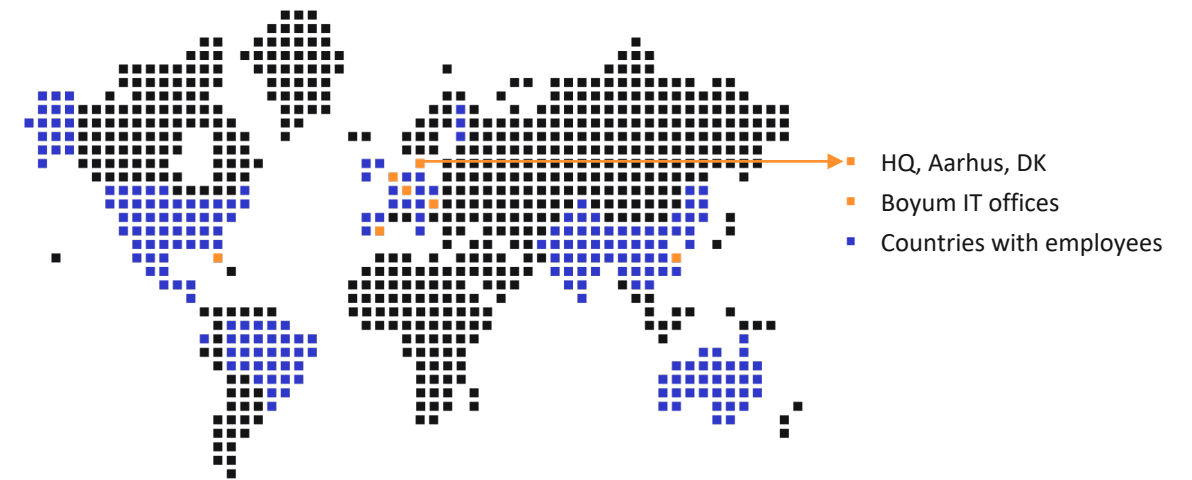 HQ, Aarhus, DK
Boyum IT offices
Countries with employees